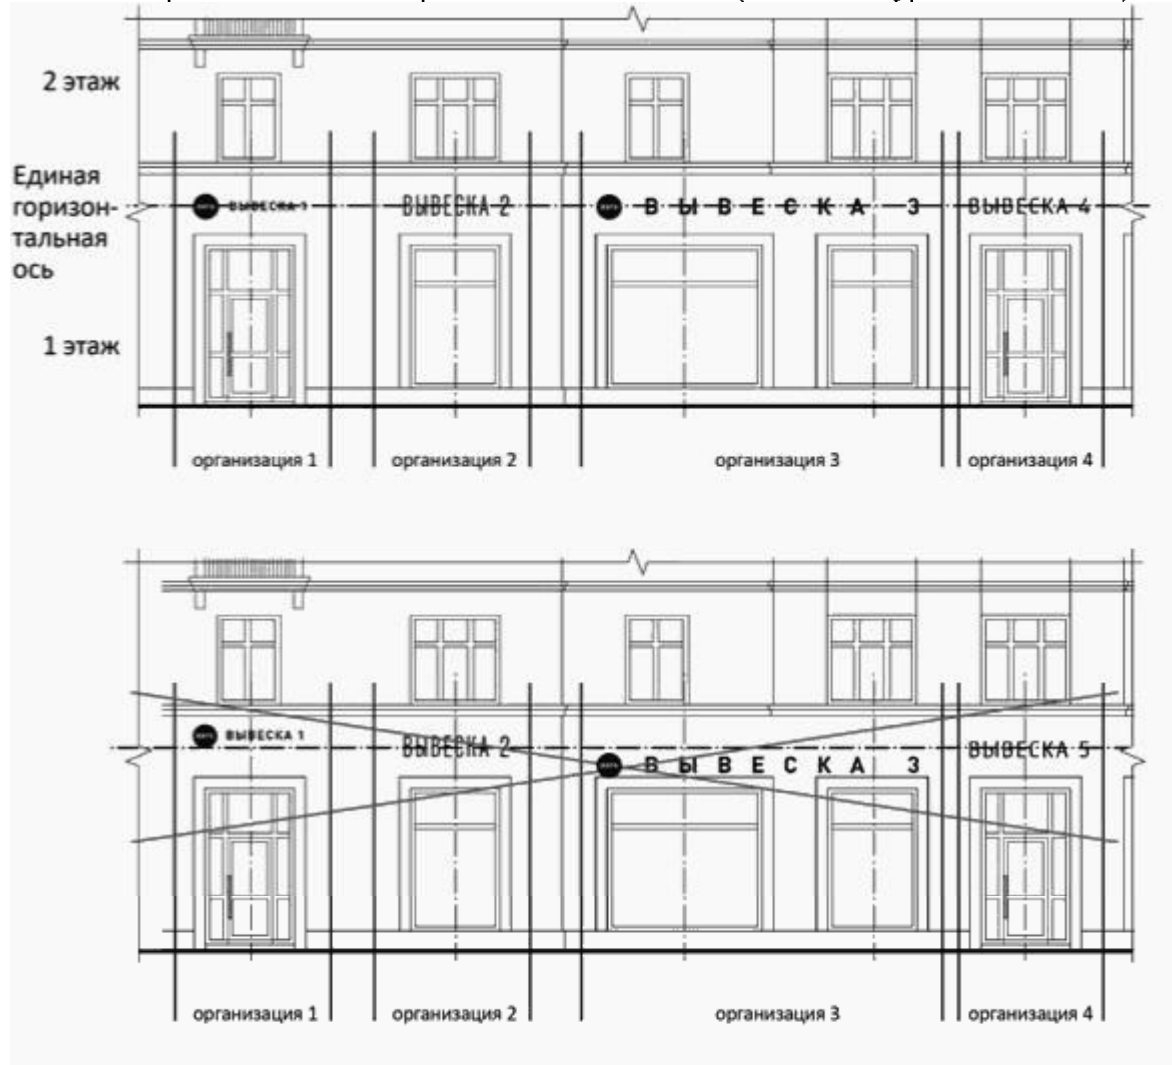 2 этаж
Единая
горизон-
тальная
ось
ВЫВЕСКА 1
ВЫВЕСКА 2
ВЫВЕСКА 3
ВЫВЕСКА 4
1 этаж
организация 1
организация 2
организация 3
организация 4
ВЫВЕСКА 1
ВЫВЕСКА 2
ВЫВЕСКА 3
ВЫВЕСКА 5
организация 1
организация 2
организация 3
организация 4